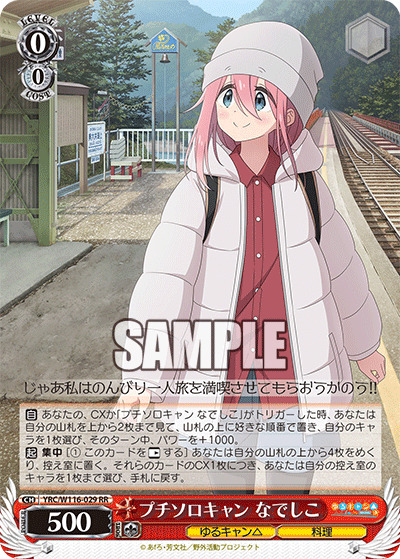 LEVEL
0
0
COST
SAMPLE
じゃあ私はのんびり一人旅を満喫させてもらおうかのう!!
自 あなたの、CXが「プチソロキャン なでしこ」がトリガーした時、あなたは
自分の山札を上から2枚まで見て、山札の上に好きな順番で置き、自分のキャ
ラを1枚選び、そのターン中、パワーを+1000。
起 集中 [① このカードを する] あなたは自分の山札の上から4枚をめく
り、控え室に置く。それらのカードのCX1枚につき、あなたは自分の控え室の
キャラを1枚選び、手札に戻す。
CH YRC/W116-029 RR
500
プチソロキャン なでしこ
ゆるキャン△
料理
©あfろ・芳文社/野外活動プロジェクト